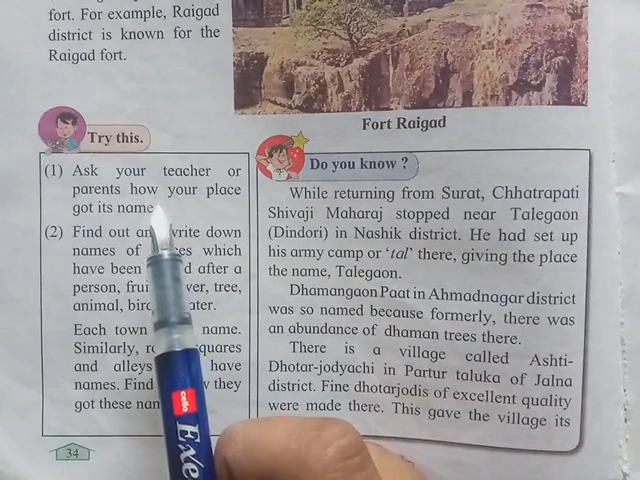 fort. For example, Raigad
district is known for the
Raigad fort.
Fort Raigad
Try this.
(1) Ask your teacher or
parents how your place
got its name
(2) Find out write down
names of which
have been after a
person, tree,
animal,
Each town name.
Similarly,
and alleys have
names. Find they
got these
Do you know ?
While returning from Surat, Chhatrapati
Shivaji Maharaj stopped near Talegaon
(Dindori) in Nashik district. He had set up
his army camp or ‘tal’ there, giving the place
the name, Talegaon.
Dhamangaon Paat in Ahmadnagar district
was so named because formerly, there was
an abundance of dhaman trees there.
There is a village called Ashti-
Dhotar-jodyachi in Partur taluka of Jalna
district. Fine dhotarjodis of excellent quality
were made there. This gave the village its
34
cello
Exe